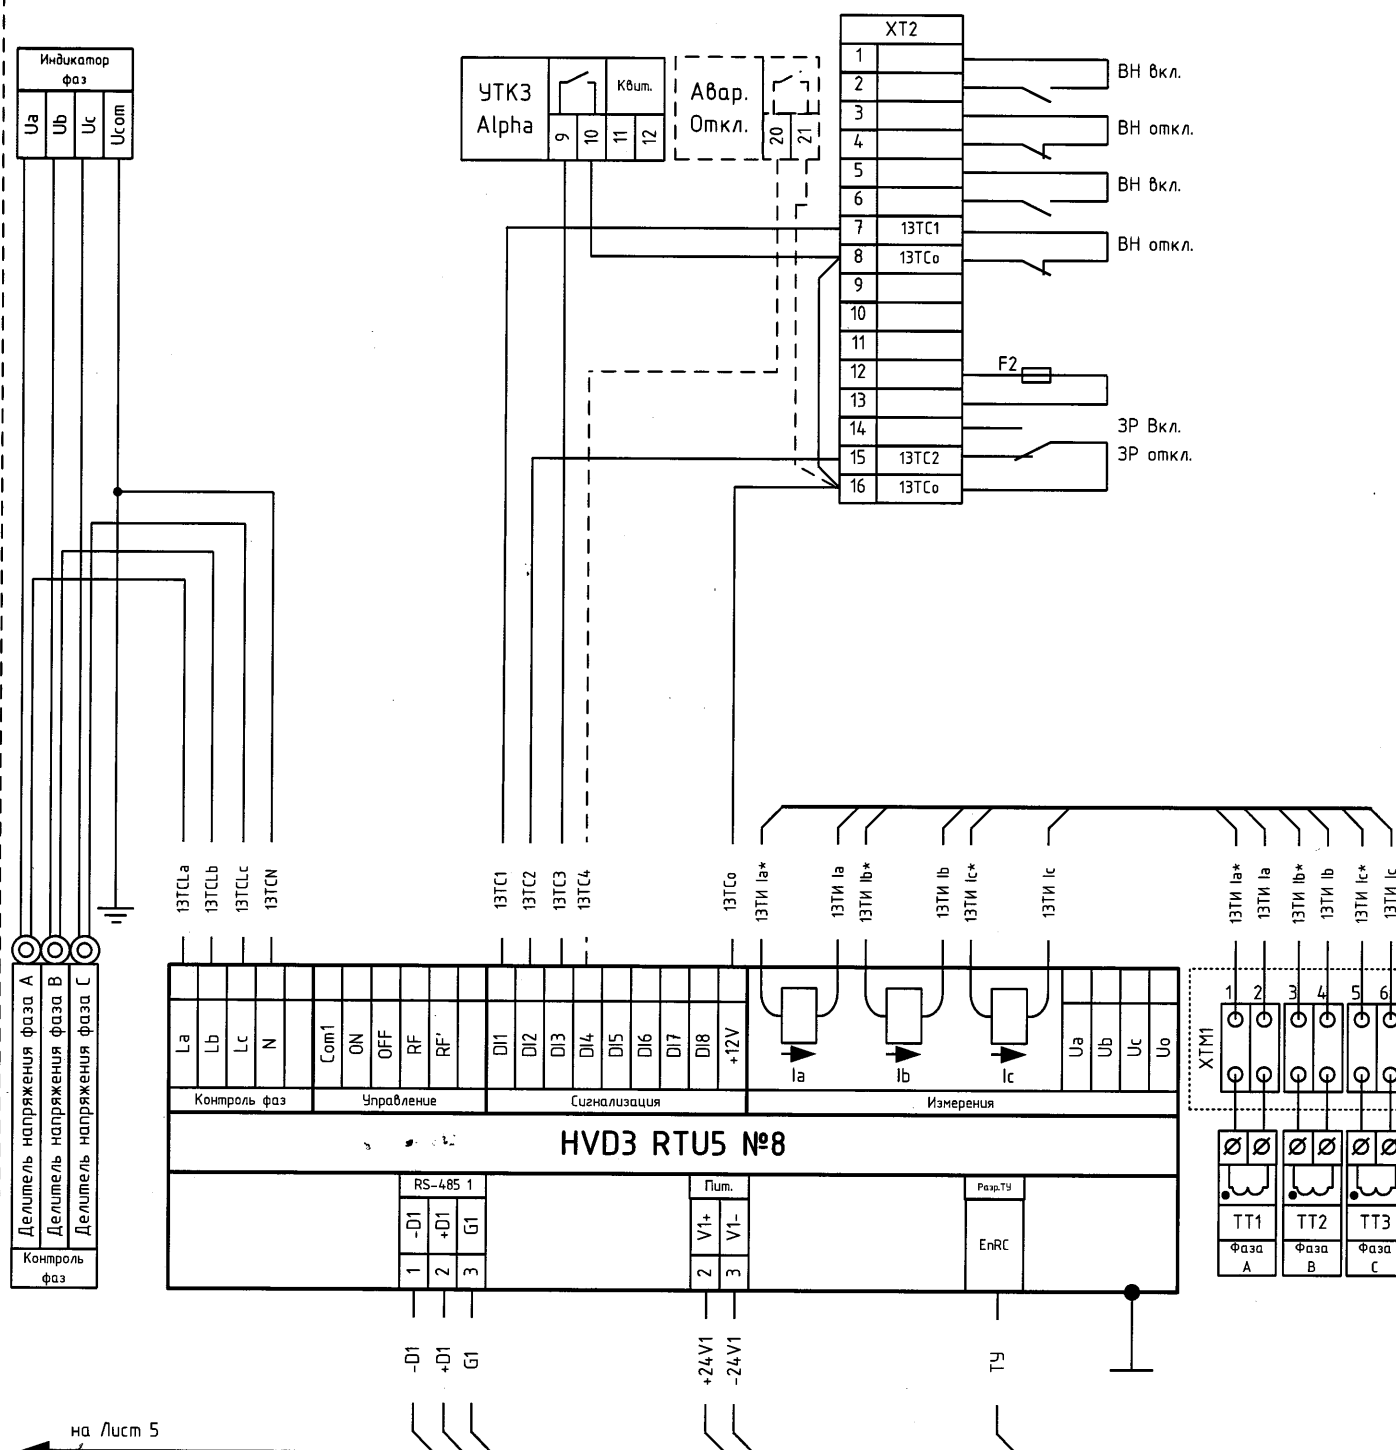 Индикатор
фаз
Ua
Ub
Uc
Ucom
УТКЗ
Alpha
Квит.
9
10
11
12
Авар.
Откл.
20
21
XT2
1
2
3
4
5
6
7 13ТС1
8 13ТСо
9
10
11
12
13
14
15 13ТС2
16 13ТСо
ВН вкл.
ВН откл.
ВН вкл.
ВН откл.
F2
ЗР Вкл.
ЗР откл.
13TCLa
13TCLb
13TCLc
13TCN
13ТС1
13ТС2
13ТС3
13ТС4
13ТСо
13ТИ Ia*
13ТИ Ia
13ТИ Ib*
13ТИ Ib
13ТИ Ic*
13ТИ Ic
13ТИ Ia*
13ТИ Ia
13ТИ Ib*
13ТИ Ib
13ТИ Ic*
13ТИ Ic
Делитель напряжения фаза A
Делитель напряжения фаза B
Делитель напряжения фаза C
Контроль
фаз
La
Lb
Lc
N
Com1
ON
OFF
RF
RF'
DI1
DI2
DI3
DI4
DI5
DI6
DI7
DI8
+12V
Ia
Ib
Ic
Ua
Ub
Uc
Uo
Контроль фаз
Управление
Сигнализация
Измерения
HVD3 RTU5 №8
RS-485 1
-D1
+D1
G1
1
2
3
Пит.
V1+
V1-
2
3
Разр.ТУ
EnRC
XTM1
1
2
3
4
5
6
TT1
TT2
TT3
Фаза
A
Фаза
B
Фаза
C
-D1
+D1
G1
+24V1
-24V1
ТУ
на Лист 5